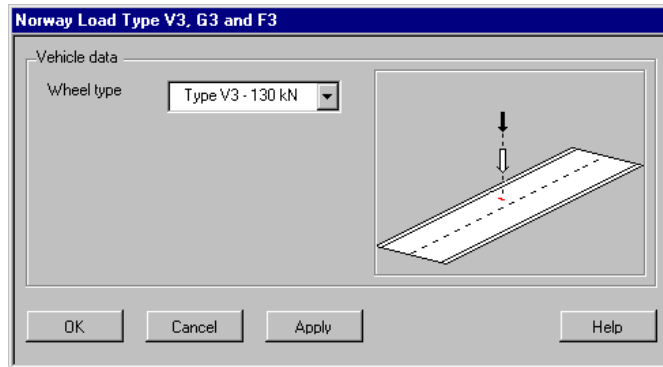 Norway Load Type V3, G3 and F3
Vehicle data
Wheel type
Type V3 - 130 kN
OK
Cancel
Apply
Help